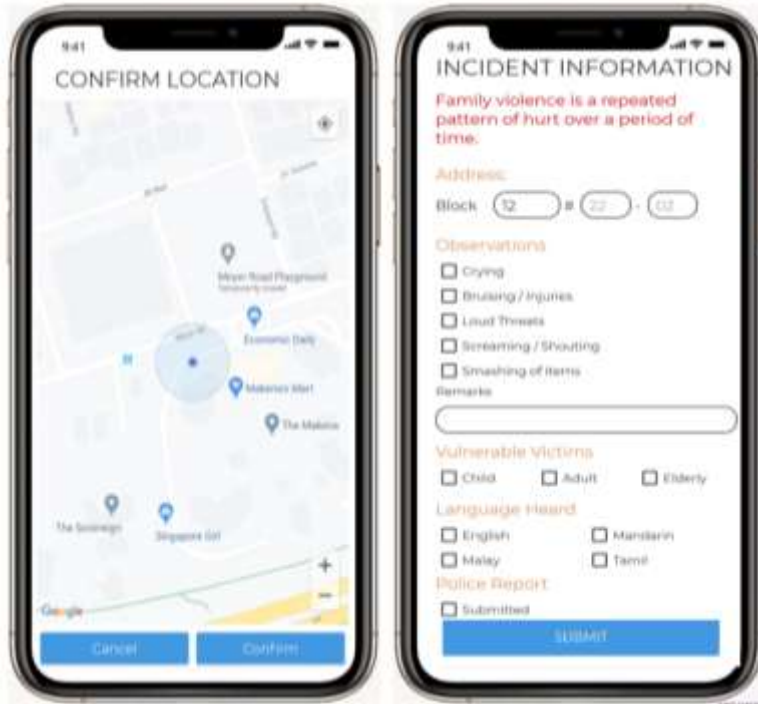 9:41
CONFIRM LOCATION
Meyer Road Playground
Economic Daily
Makena's Mart
The Makena
The Sovereign
Singapore Girl
Google
Cancel
Confirm
9:41
INCIDENT INFORMATION
Family violence is a repeated
pattern of hurt over a period of
time.
Address:
Block 12 # 22 - 02
Observations
Crying
Bruising / Injuries
Loud Threats
Screaming / Shouting
Smashing of Items
Remarks
Vulnerable Victims
Child Adult Elderly
Language Heard
English Mandarin
Malay Tamil
Police Report
Submitted
SUBMIT